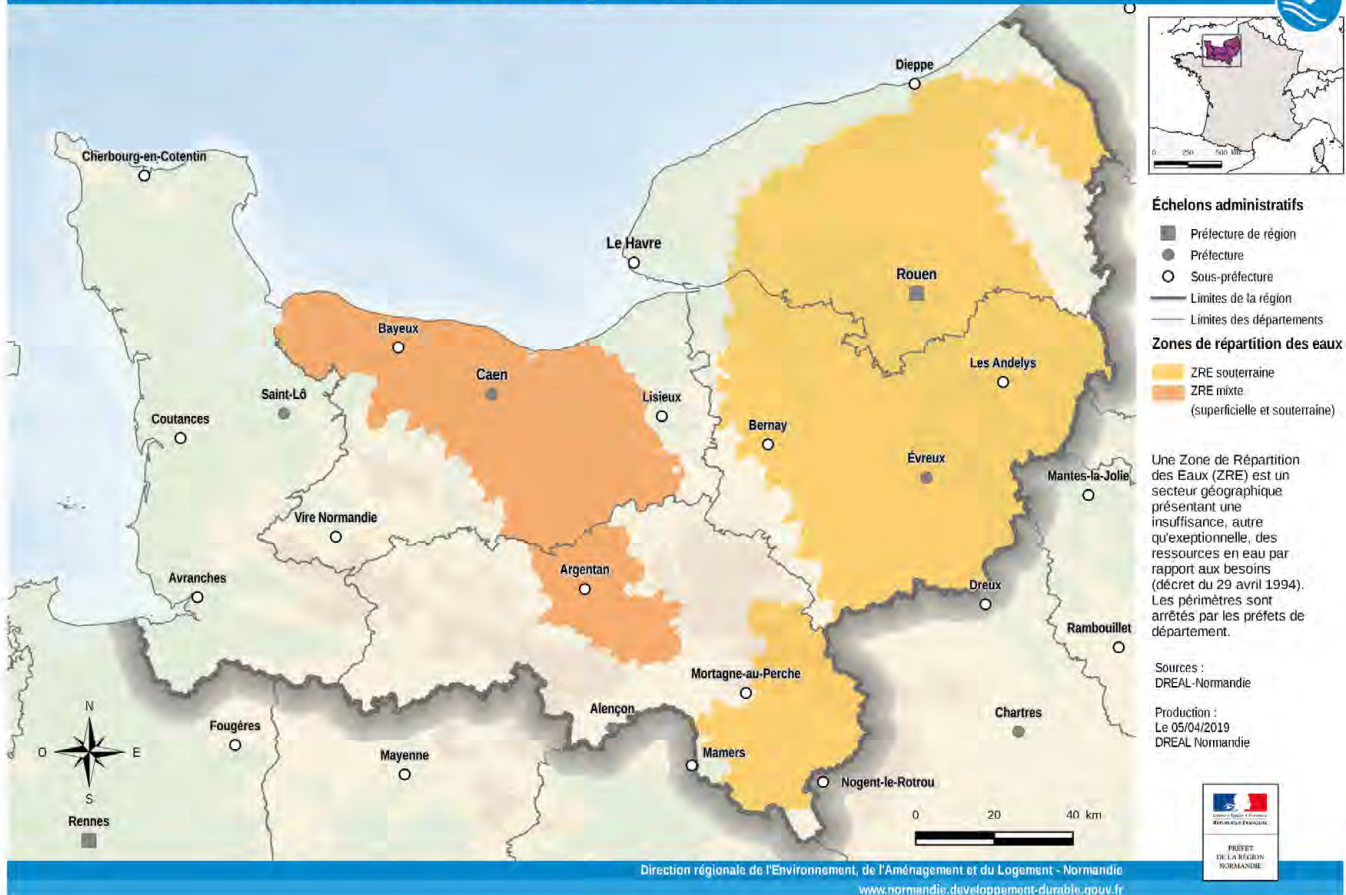 Dieppe
Cherbourg-en-Cotentin
Le Havre
Rouen
Bayeux
Caen
Les Andelys
Saint-Lô
Lisieux
Coutances
Bernay
Évreux
Mantes-la-Jolie
Vire Normandie
Argentan
Avranches
Dreux
Rambouillet
Mortagne-au-Perche
Alençon
Chartres
Fougères
Mayenne
Mamers
Nogent-le-Rotrou
Rennes
N
O
E
S
0 20 40 km
0 250 500 km
Échelons administratifs
Préfecture de région
Préfecture
Sous-préfecture
Limites de la région
Limites des départements
Zones de répartition des eaux
ZRE souterraine
ZRE mixte
(superficielle et souterraine)
Une Zone de Répartition
des Eaux (ZRE) est un
secteur géographique
présentant une
insuffisance, autre
qu'exeptionnelle, des
ressources en eau par
rapport aux besoins
(décret du 29 avril 1994).
Les périmètres sont
arrêtés par les préfets de
département.
Sources :
DREAL-Normandie
Production :
Le 05/04/2019
DREAL Normandie
RÉPUBLIQUE FRANÇAISE
PRÉFET
DE LA RÉGION
NORMANDIE
Direction régionale de l'Environnement, de l'Aménagement et du Logement - Normandie
www.normandie.developpement-durable.gouv.fr